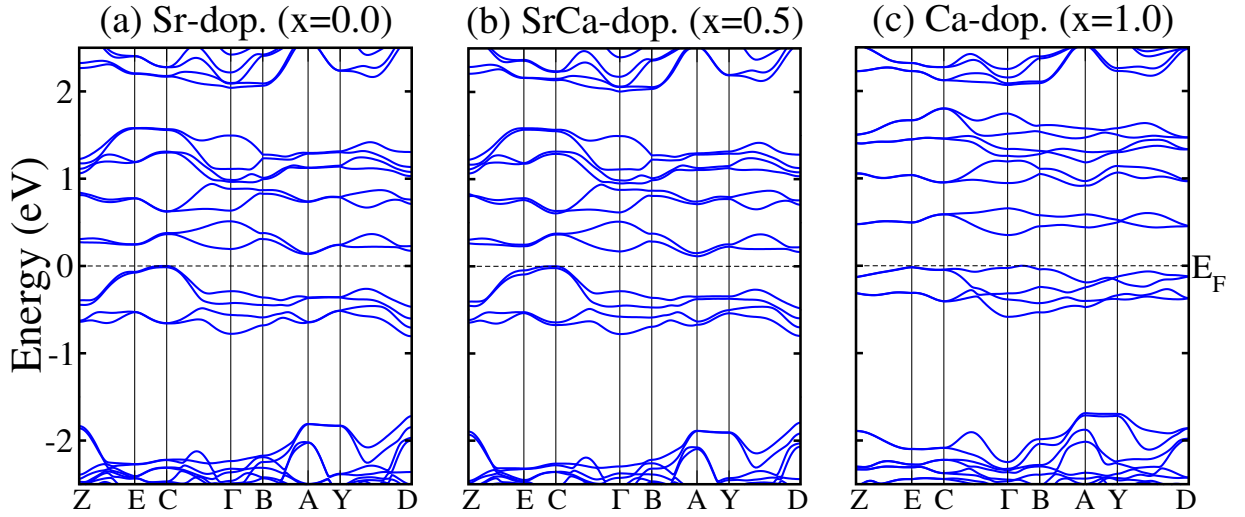 (a) Sr-dop. (x=0.0)
(b) SrCa-dop. (x=0.5)
(c) Ca-dop. (x=1.0)
Energy (eV)
2
1
0
-1
-2
E_F
Z E C Γ B A Y D
Z E C Γ B A Y D
Z E C Γ B A Y D